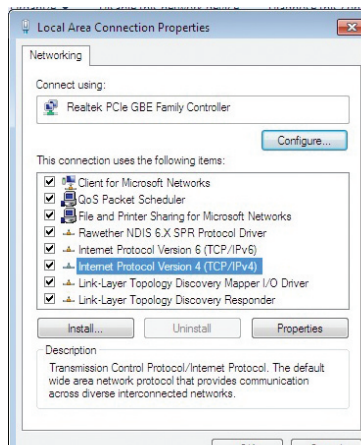 Local Area Connection Properties
Networking
Connect using:
Realtek PCIe GBE Family Controller
Configure...
This connection uses the following items:
Client for Microsoft Networks
QoS Packet Scheduler
File and Printer Sharing for Microsoft Networks
Rawether NDIS 6.X SPR Protocol Driver
Internet Protocol Version 6 (TCP/IPv6)
Internet Protocol Version 4 (TCP/IPv4)
Link-Layer Topology Discovery Mapper I/O Driver
Link-Layer Topology Discovery Responder
Install... Uninstall Properties
Description
Transmission Control Protocol/Internet Protocol. The default
wide area network protocol that provides communication
across diverse interconnected networks.